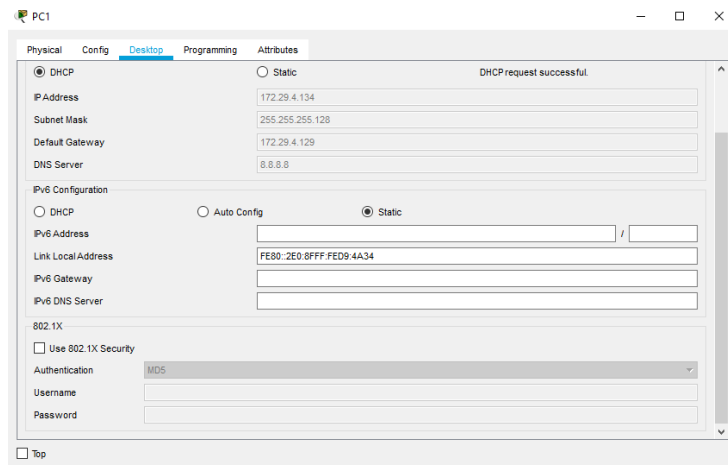 PC1
Physical Config Desktop Programming Attributes
DHCP Static DHCP request successful.
IP Address 172.29.4.134
Subnet Mask 255.255.255.128
Default Gateway 172.29.4.129
DNS Server 8.8.8.8
IPv6 Configuration
DHCP Auto Config Static
IPv6 Address /
Link Local Address FE80::2E0:8FFF:FED9:4A34
IPv6 Gateway
IPv6 DNS Server
802.1X
Use 802.1X Security
Authentication MD5
Username
Password
Top